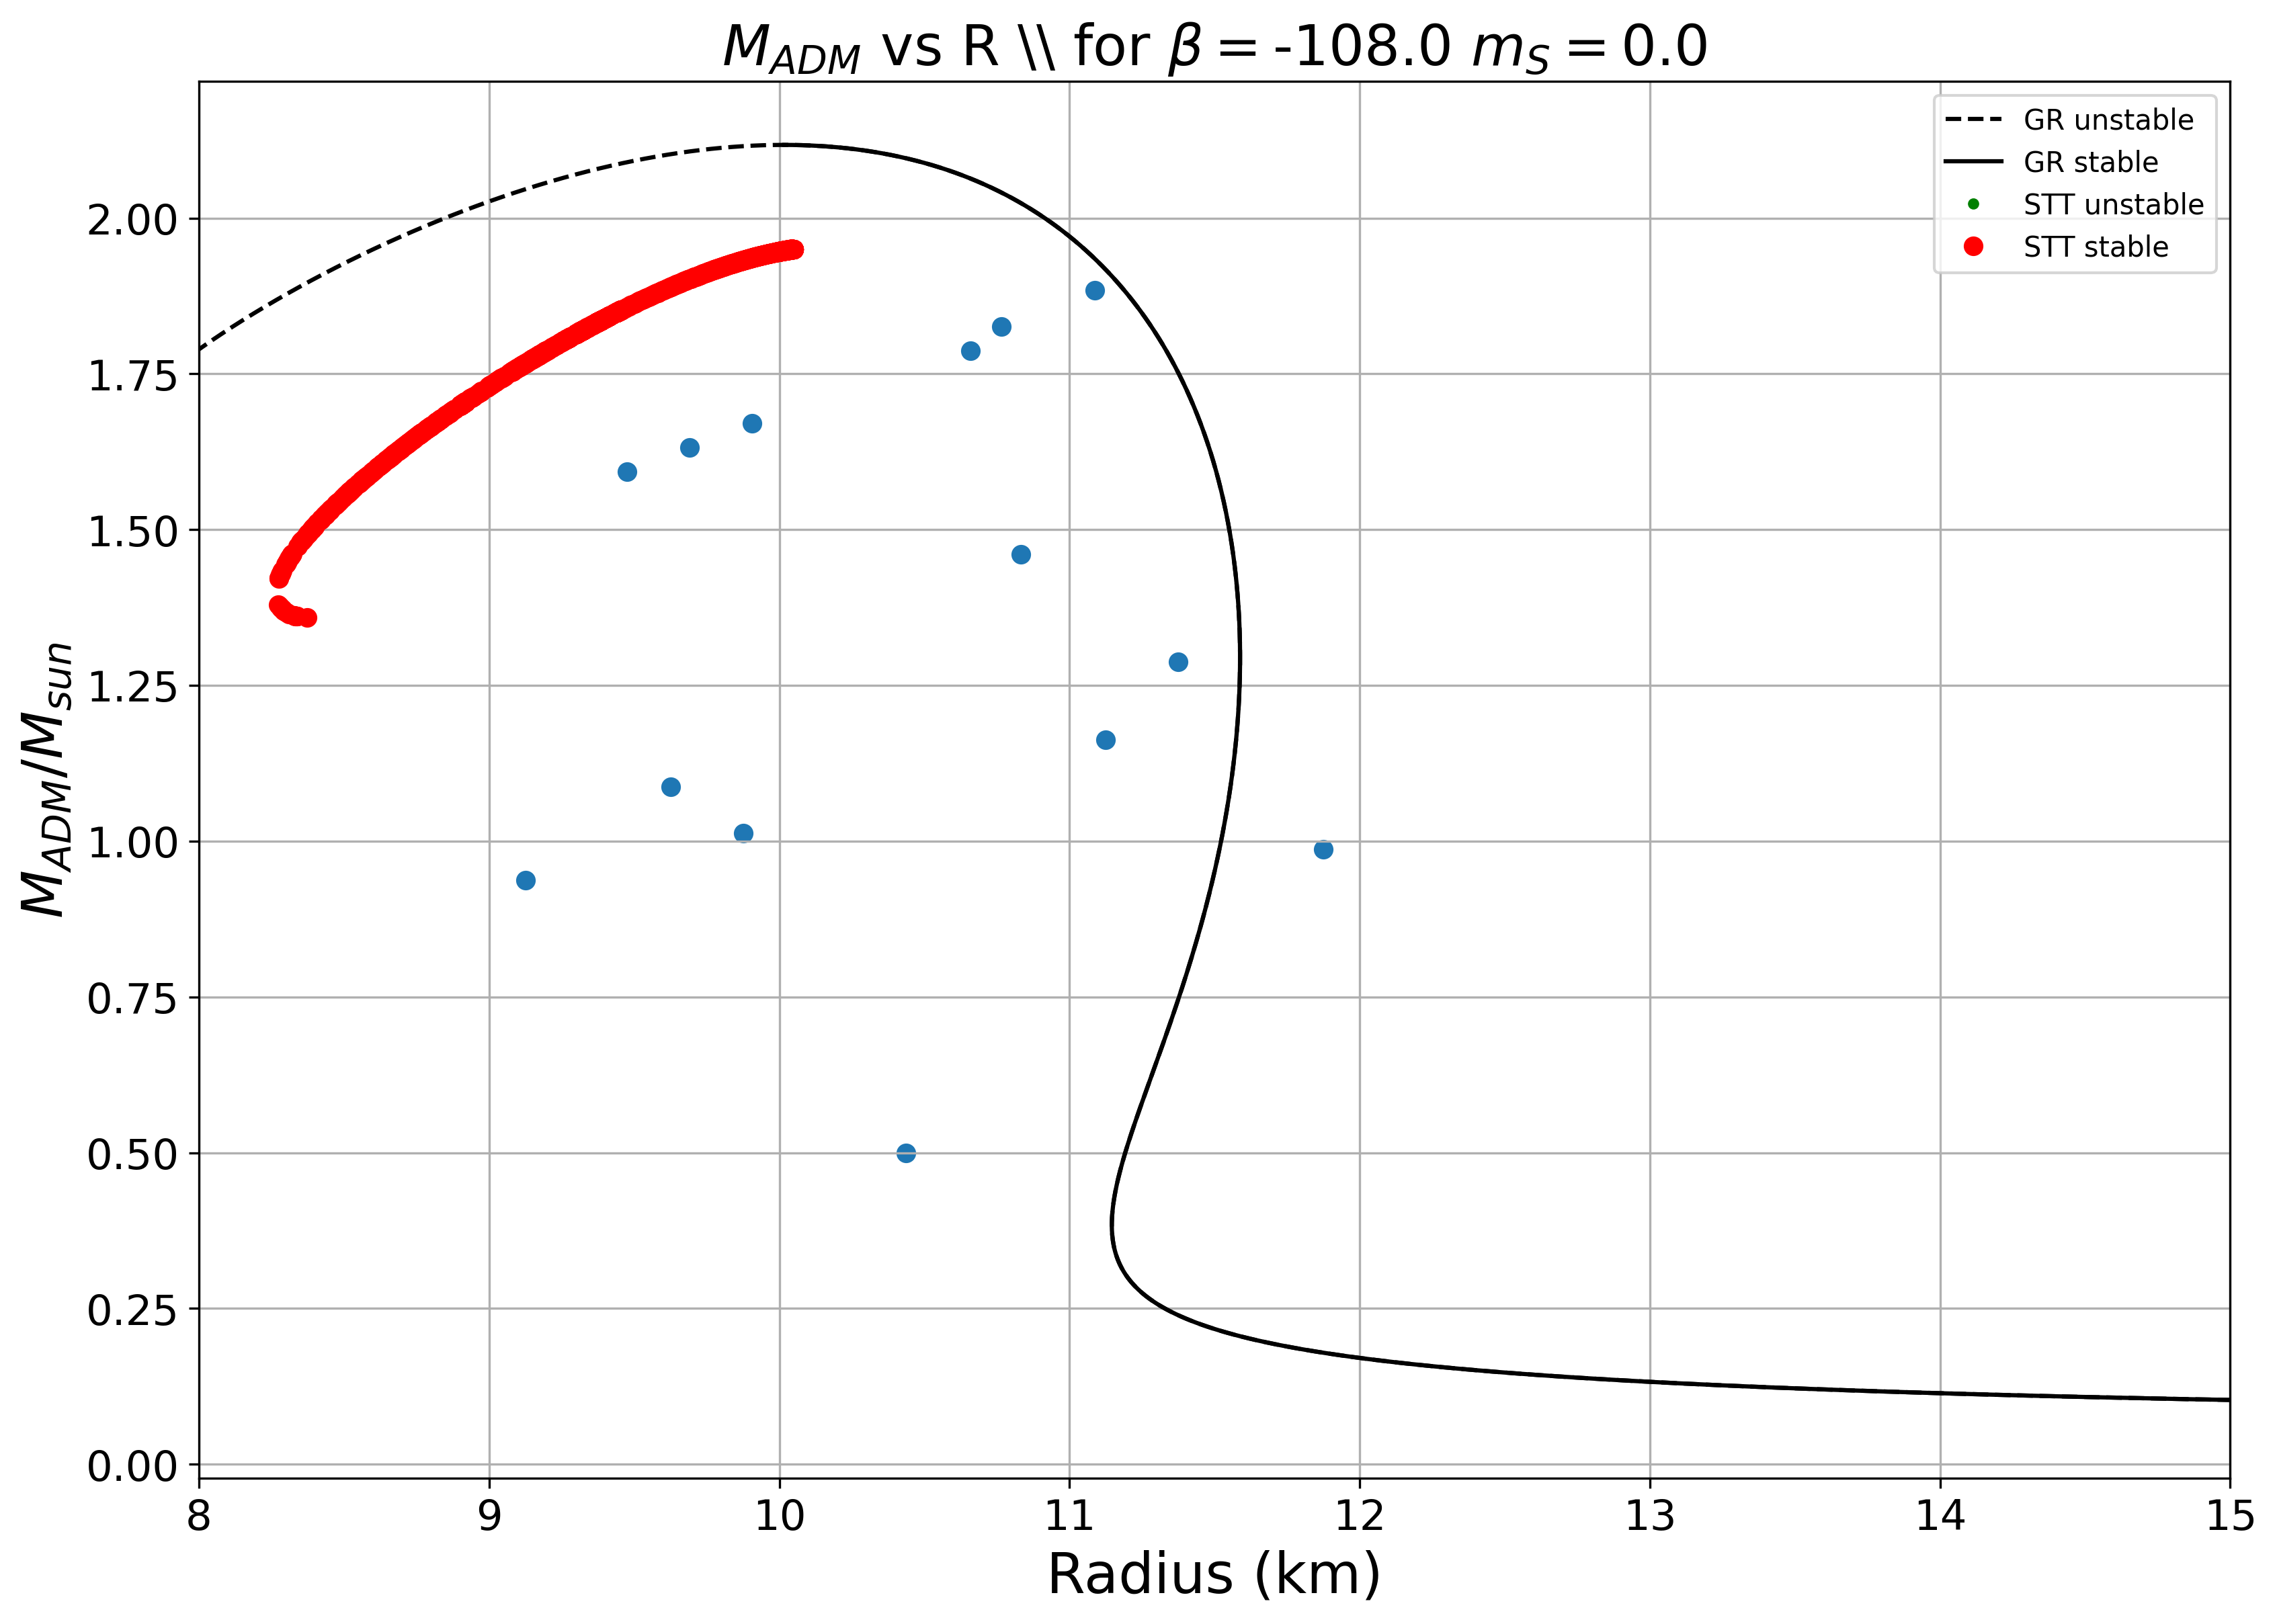 M_{ADM} vs R \\ for β = -108.0 m_S = 0.0
GR unstable
GR stable
STT unstable
STT stable
M_{ADM}/M_{sun}
2.00
1.75
1.50
1.25
1.00
0.75
0.50
0.25
0.00
8 9 10 11 12 13 14 15
Radius (km)